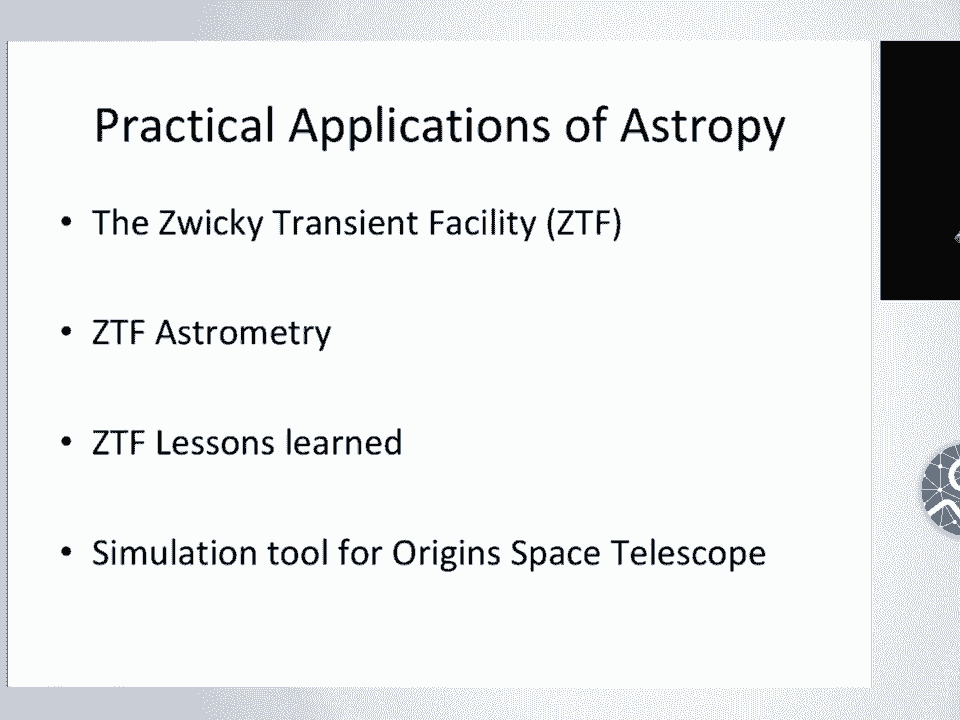 Practical Applications of Astropy
• The Zwicky Transient Facility (ZTF)
• ZTF Astrometry
• ZTF Lessons learned
• Simulation tool for Origins Space Telescope